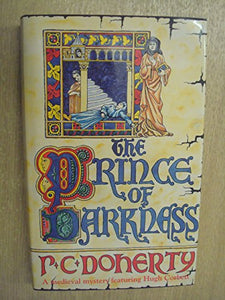 the
PRINCE
OF
DARKNESS
P·C·DOHERTY
A medieval mystery featuring Hugh Corbett